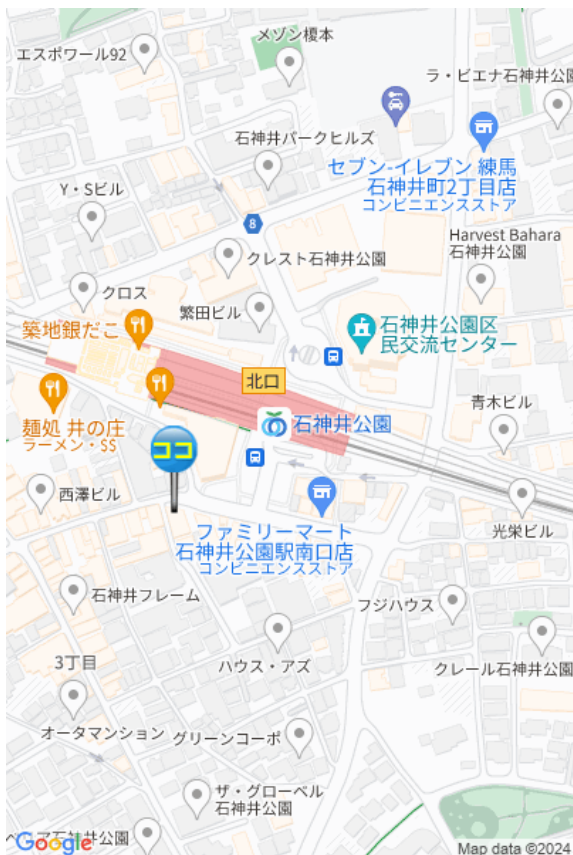 メゾン榎本
エスポワール92
ラ・ビエナ石神井公園
石神井パークヒルズ
セブン-イレブン 練馬
石神井町2丁目店
コンビニエンスストア
Y・Sビル
8
Harvest Bahara
石神井公園
クレスト石神井公園
クロス
繁田ビル
築地銀だこ
石神井公園区
民交流センター
北口
青木ビル
石神井公園
麺処 井の庄
ラーメン・$$
ココ
西澤ビル
ファミリーマート
石神井公園駅南口店
コンビニエンスストア
光栄ビル
石神井フレーム
フジハウス
3丁目
ハウス・アズ
クレール石神井公園
オータマンション
グリーンコーポ
ザ・グローベル
石神井公園
石神井公園
Google
Map data ©2024